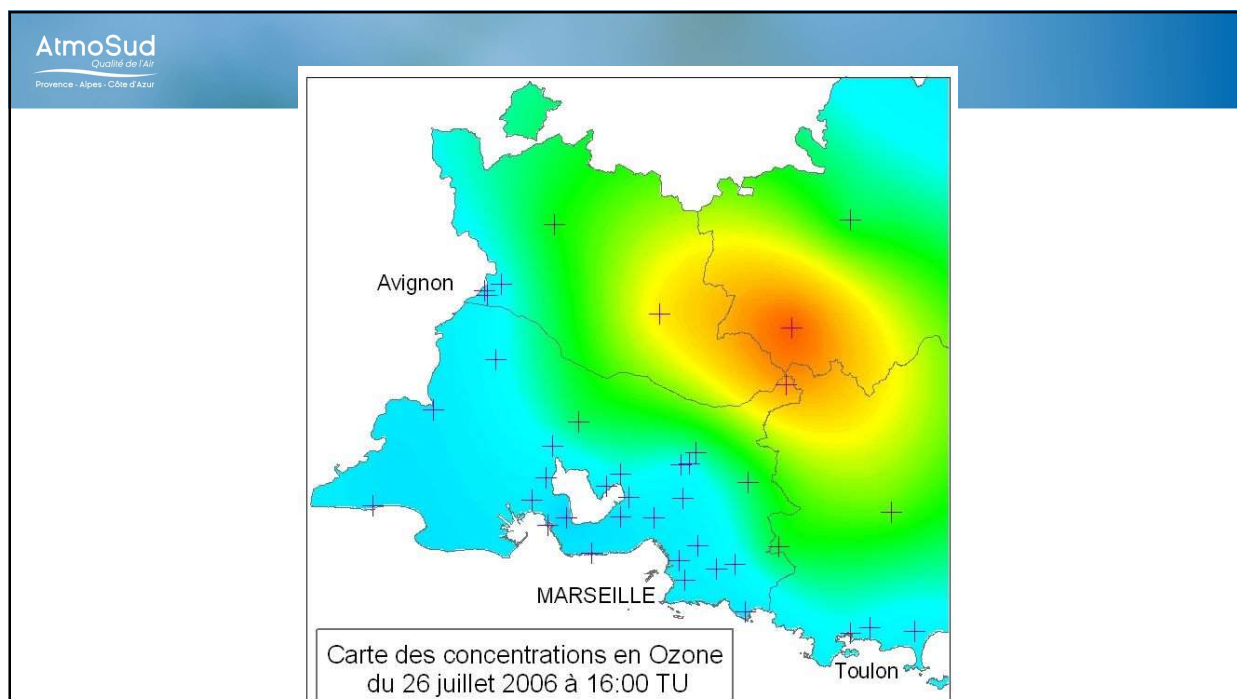 AtmoSud
Qualité de l'Air
Provence - Alpes - Côte d'Azur
Avignon
MARSEILLE
Toulon
Carte des concentrations en Ozone
du 26 juillet 2006 à 16:00 TU